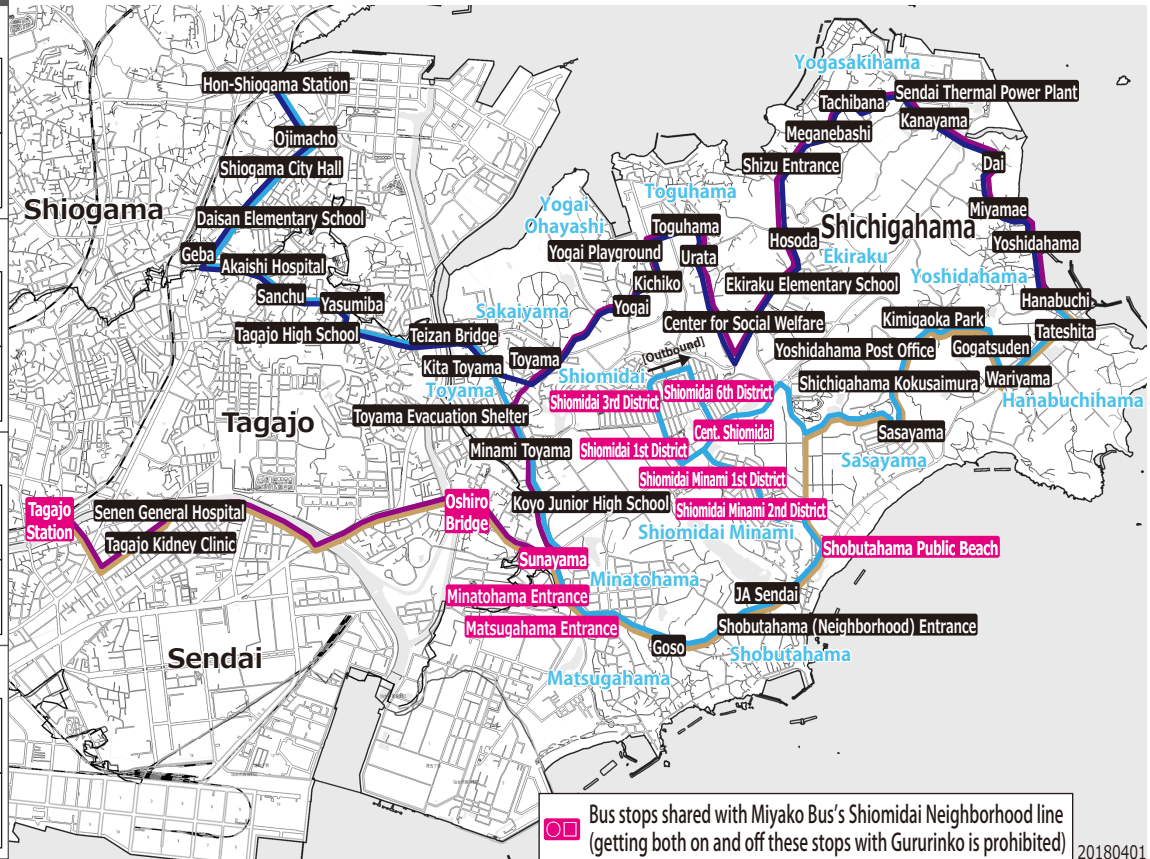 Yogasakihama
Hon-Shiogama Station
Sendai Thermal Power Plant
Tachibana
Kanayama
Ojimacho
Meganebashi
Shiogama City Hall
Shizu Entrance
Dai
Toguhama
Shiogama
Yogai
Ohayashi
Miyamae
Daisan Elementary School
Toguhama
Shichigahama
Hosoda
Yoshidahama
Geba
Akaishi Hospital
Yogai Playground
Urata
Ekiraku
Yoshidahama
Kichiko
Ekiraku Elementary School
Sanchu
Yasumiba
Sakaiyama
Yogai
Hanabuchi
Center for Social Welfare
Kimigaoka Park
Tagajo High School
Teizan Bridge
Tateshita
[Outbound]
Yoshidahama Post Office
Gogatsuden
Kita Toyama
Toyama
Toyama
Shiomidai
Wariyama
Shichigahama Kokusaimura
Shiomidai 6th District
Shiomidai 3rd District
Hanabuchihama
Toyama Evacuation Shelter
Tagajo
Cent. Shiomidai
Sasayama
Minami Toyama
Shiomidai 1st District
Sasayama
Shiomidai Minami 1st District
Tagajo
Station
Senen General Hospital
Oshiro
Bridge
Koyo Junior High School
Shiomidai Minami 2nd District
Tagajo Kidney Clinic
Shiomidai Minami
Shobutahama Public Beach
Sunayama
Minatohama
Minatohama Entrance
JA Sendai
Matsugahama Entrance
Shobutahama (Neighborhood) Entrance
Goso
Shobutahama
Sendai
Matsugahama
Bus stops shared with Miyako Bus's Shiomidai Neighborhood line
(getting both on and off these stops with Gururinko is prohibited)
20180401